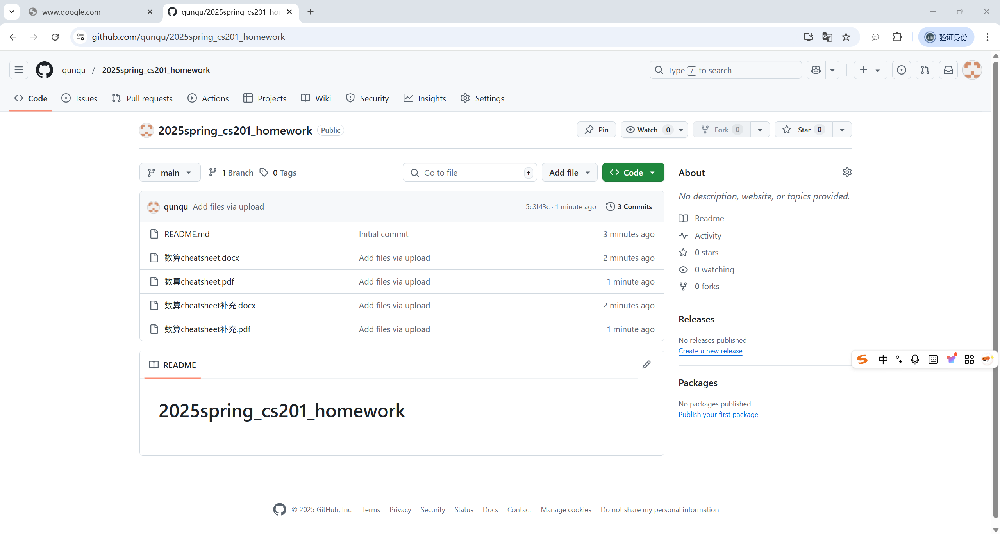 www.google.com
qunqu/2025spring_cs201_ho
github.com/qunqu/2025spring_cs201_homework
子涵 验证身份
qunqu / 2025spring_cs201_homework
Type / to search
Code Issues Pull requests Actions Projects Wiki Security Insights Settings
2025spring_cs201_homework Public
Pin Watch 0 Fork 0 Star 0
main 1 Branch 0 Tags
Go to file t Add file Code
qunqu Add files via upload 5c3f43c · 1 minute ago 3 Commits
README.md Initial commit 3 minutes ago
数算cheatsheet.docx Add files via upload 2 minutes ago
数算cheatsheet.pdf Add files via upload 1 minute ago
数算cheatsheet补充.docx Add files via upload 2 minutes ago
数算cheatsheet补充.pdf Add files via upload 1 minute ago
README
2025spring_cs201_homework
About
No description, website, or topics provided.
Readme
Activity
0 stars
0 watching
0 forks
Releases
No releases published
Create a new release
中
Packages
No packages published
Publish your first package
© 2025 GitHub, Inc. Terms Privacy Security Status Docs Contact Manage cookies Do not share my personal information